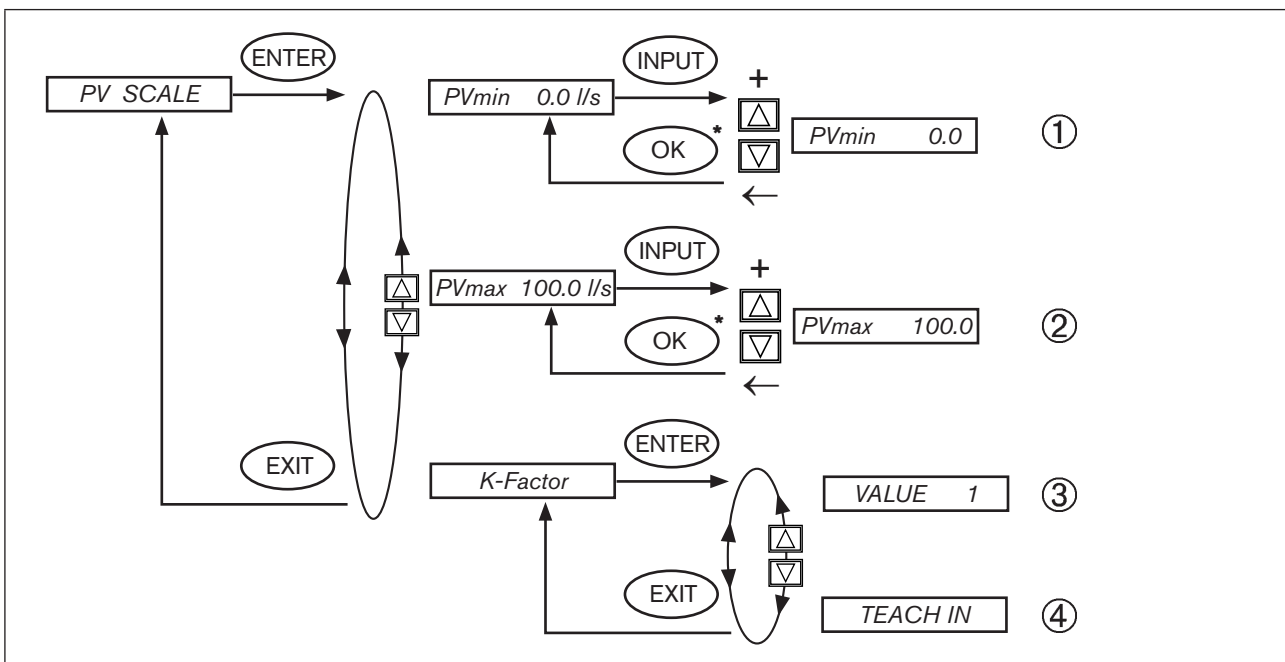 ENTER
PV SCALE
EXIT
INPUT
PVmin 0.0 l/s
OK *
+
←
PVmin 0.0
①
INPUT
PVmax 100.0 l/s
OK *
+
←
PVmax 100.0
②
ENTER
K-Factor
EXIT
VALUE 1
③
TEACH IN
④